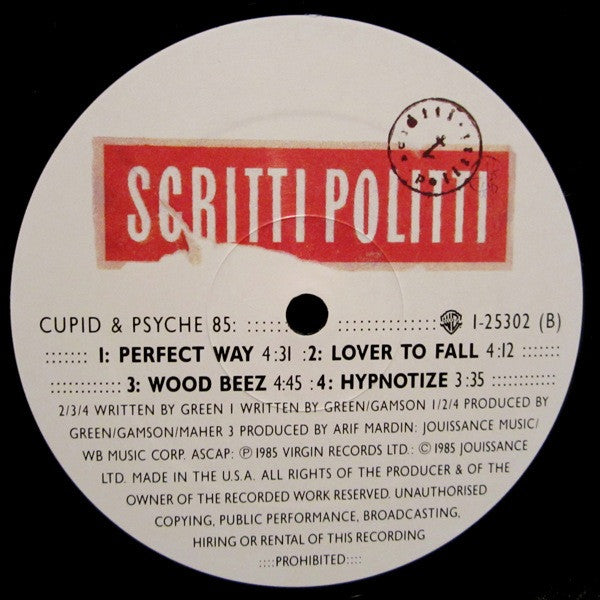 scritti politti
SCRITTI POLITTI
CUPID & PSYCHE 85: :::::: :::::::::::::: 1-25302 (B)
::::::::::: 1: PERFECT WAY 4:31 :2: LOVER TO FALL 4:12 :::::::::::
::::::::::: 3: WOOD BEEZ 4:45 :4: HYPNOTIZE 3:35 :::::::::::
2/3/4 WRITTEN BY GREEN 1 WRITTEN BY GREEN/GAMSON 1/2/4 PRODUCED BY
GREEN/GAMSON/MAHER 3 PRODUCED BY ARIF MARDIN: JOUISSANCE MUSIC/
WB MUSIC CORP. ASCAP: ℗ 1985 VIRGIN RECORDS LTD.: © 1985 JOUISSANCE
LTD. MADE IN THE U.S.A. ALL RIGHTS OF THE PRODUCER & OF THE
OWNER OF THE RECORDED WORK RESERVED. UNAUTHORISED
COPYING, PUBLIC PERFORMANCE, BROADCASTING,
HIRING OR RENTAL OF THIS RECORDING
::::PROHIBITED::::